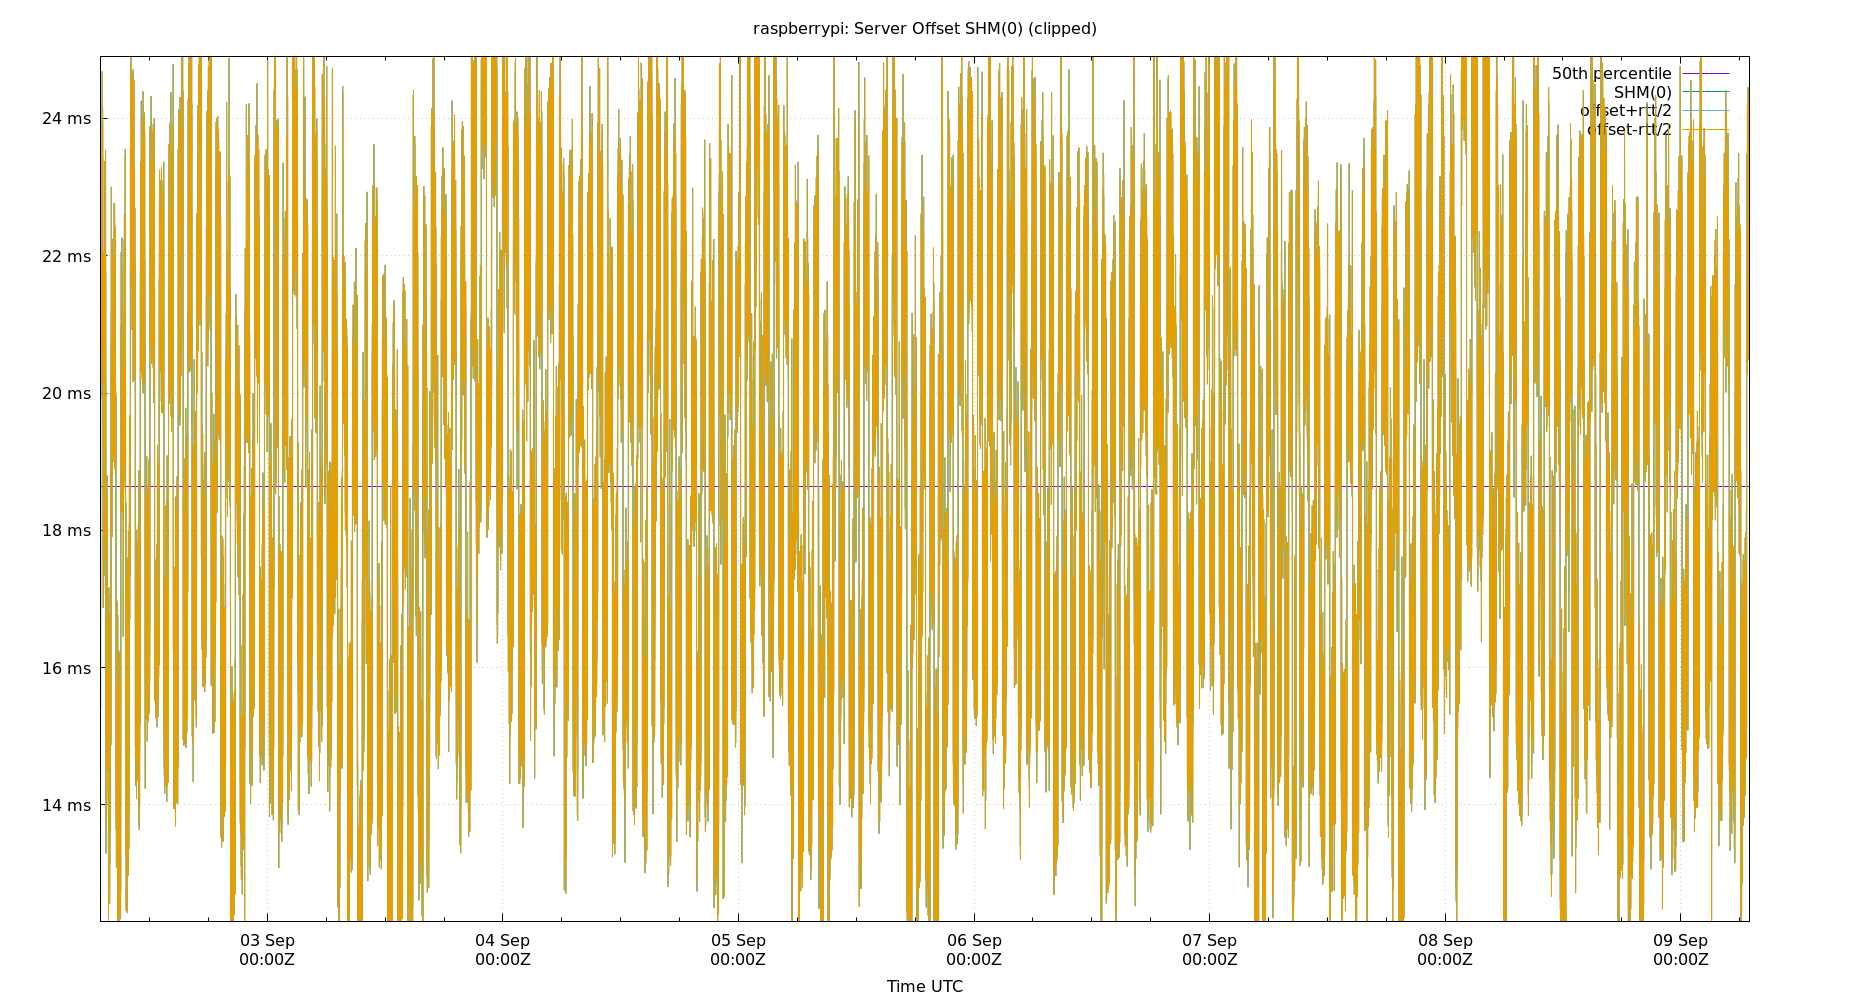 raspberrypi: Server Offset SHM(0) (clipped)
50th percentile
SHM(0)
offset+rtt/2
offset-rtt/2
24 ms
22 ms
20 ms
18 ms
16 ms
14 ms
03 Sep 04 Sep 05 Sep 06 Sep 07 Sep 08 Sep 09 Sep
00:00Z 00:00Z 00:00Z 00:00Z 00:00Z 00:00Z 00:00Z
Time UTC